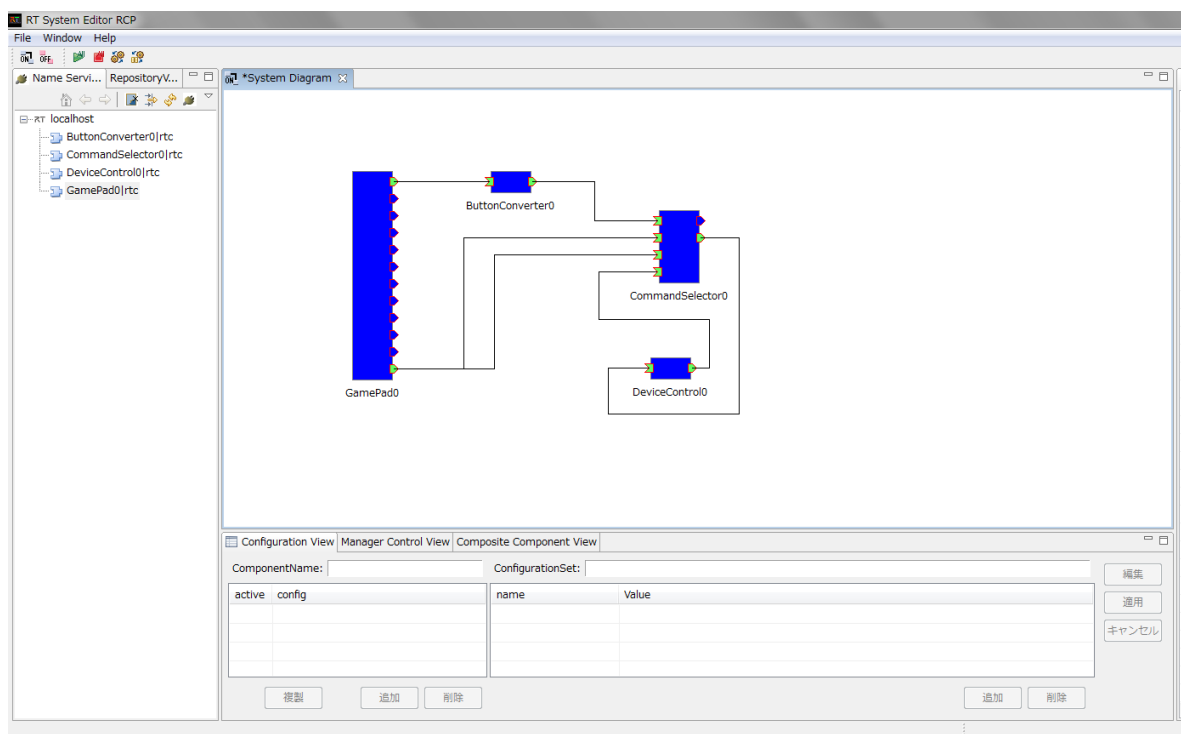 RT System Editor RCP
File Window Help
ON OFF
Name Servi... RepositoryV...
*System Diagram
RT localhost
ButtonConverter0|rtc
CommandSelector0|rtc
DeviceControl0|rtc
GamePad0|rtc
ButtonConverter0
CommandSelector0
GamePad0
DeviceControl0
Configuration View Manager Control View Composite Component View
ComponentName: ConfigurationSet:
編集
active config name Value
適用
キャンセル
複製 追加 削除 追加 削除